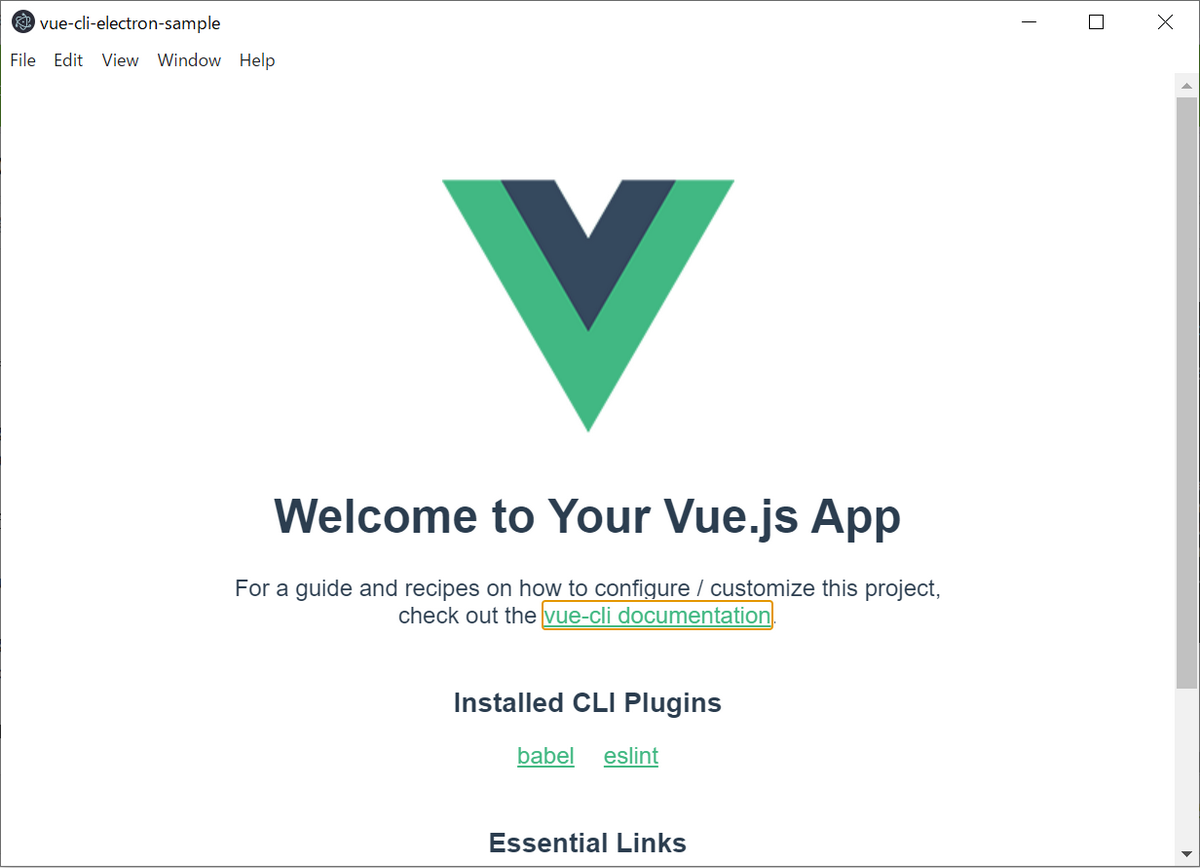 vue-cli-electron-sample
File Edit View Window Help
Welcome to Your Vue.js App
For a guide and recipes on how to configure / customize this project,
check out the vue-cli documentation.
Installed CLI Plugins
babel eslint
Essential Links